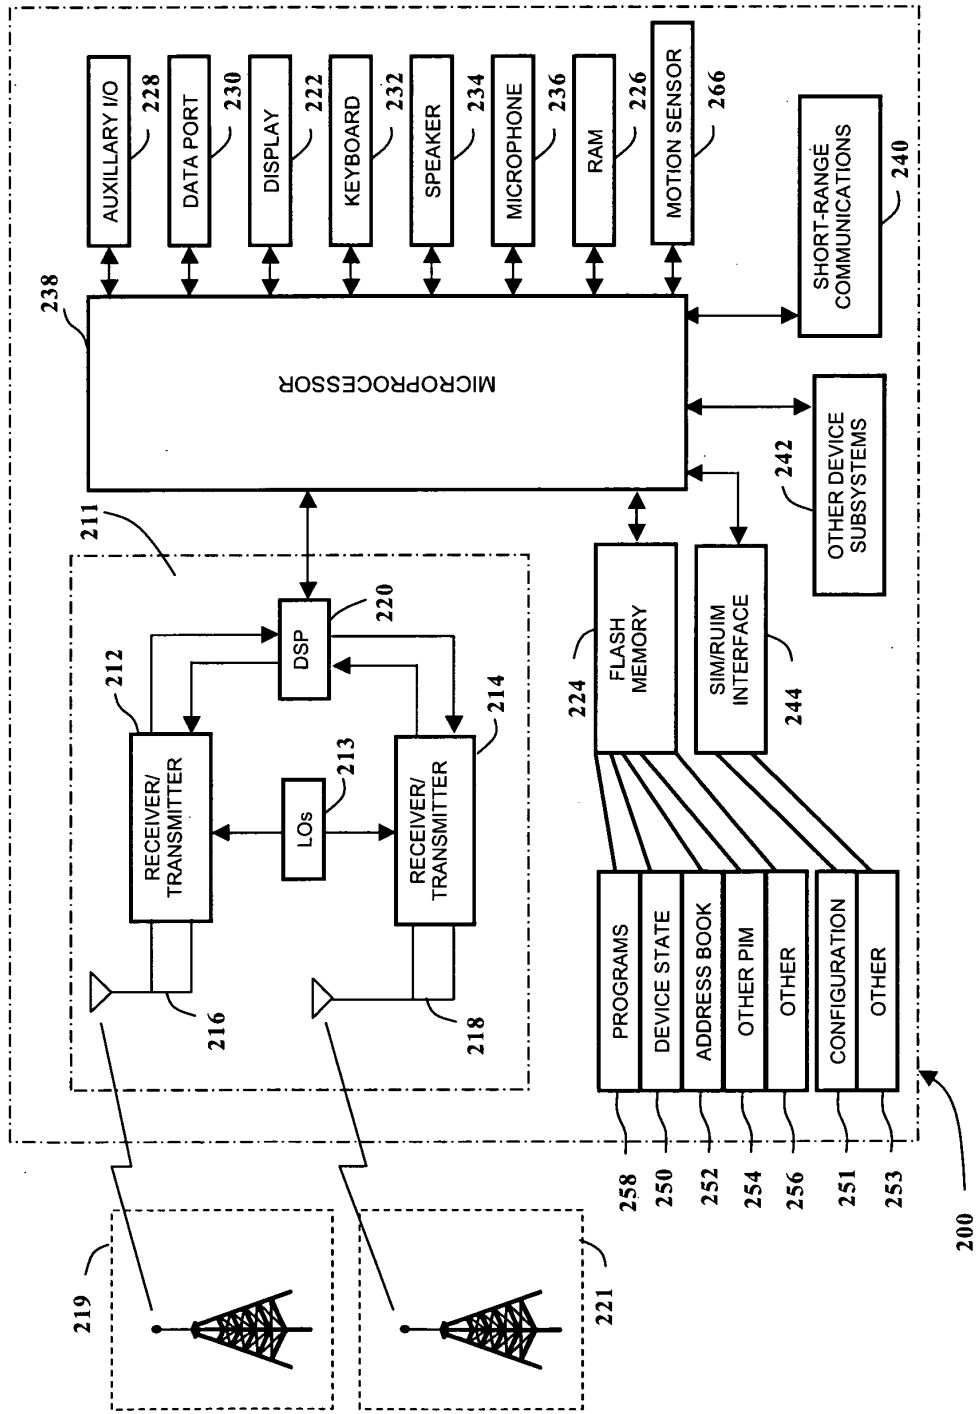 AUXILLARY I/O
228
DATA PORT
230
DISPLAY
222
KEYBOARD
232
SPEAKER
234
MICROPHONE
236
RAM
226
MOTION SENSOR
266
238
MICROPROCESSOR
SHORT-RANGE
COMMUNICATIONS
240
OTHER DEVICE
SUBSYSTEMS
242
211
DSP
220
RECEIVER/
TRANSMITTER
212
LOs
213
RECEIVER/
TRANSMITTER
214
216
218
FLASH
MEMORY
224
SIM/RUIM
INTERFACE
244
PROGRAMS
DEVICE STATE
ADDRESS BOOK
OTHER PIM
OTHER
CONFIGURATION
OTHER
258
250
252
254
256
251
253
219
221
200